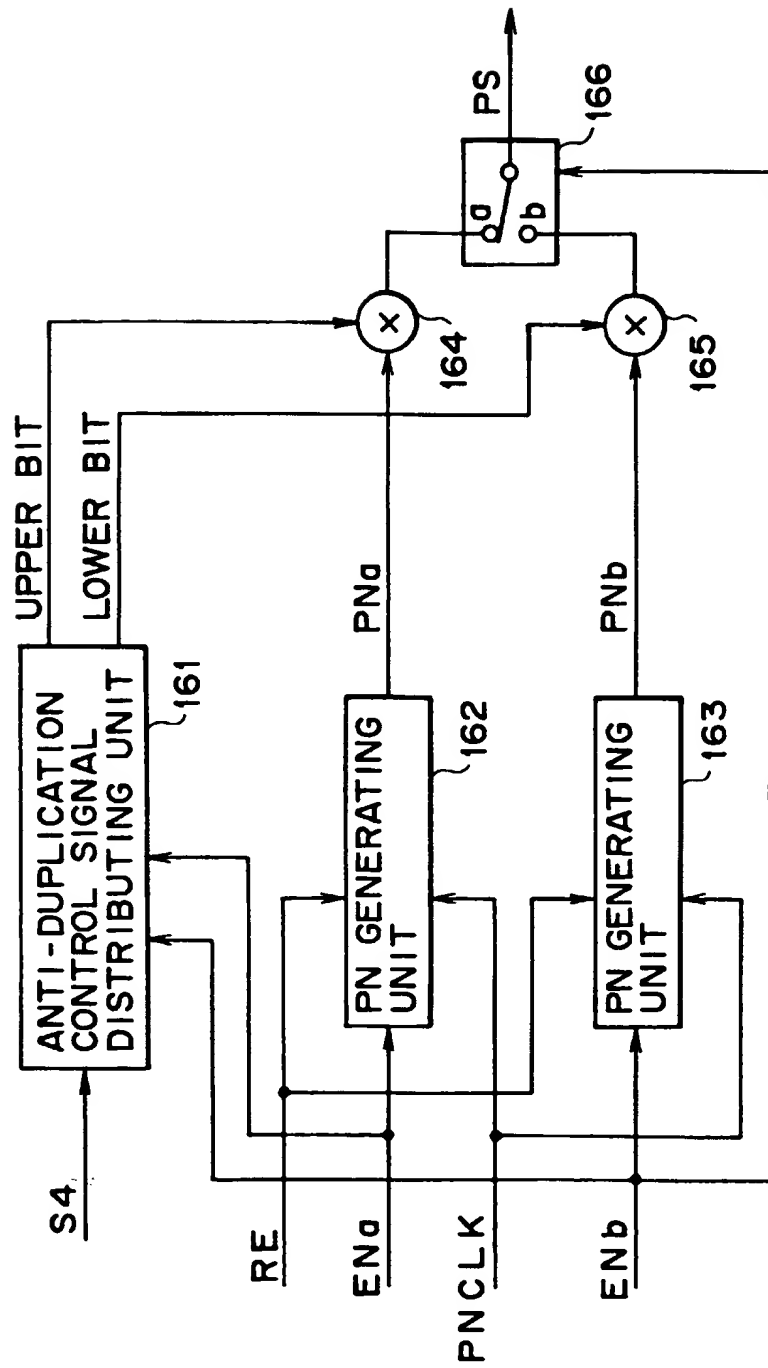 S4
ANTI-DUPLICATION
CONTROL SIGNAL
DISTRIBUTING UNIT
161
UPPER BIT
LOWER BIT
RE
ENa
PN GENERATING
UNIT
162
PNa
164
PNCLK
ENb
PN GENERATING
UNIT
163
PNb
165
a
b
166
PS